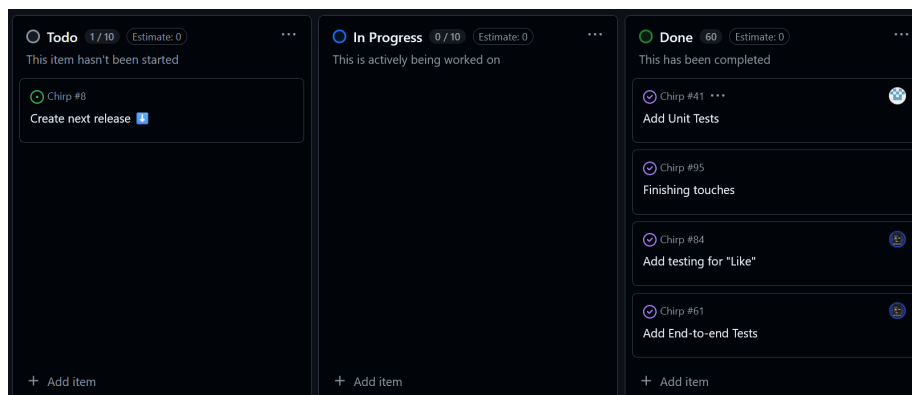 Todo 1 / 10 Estimate: 0
This item hasn't been started
Chirp #8
Create next release ⬇️
+ Add item
In Progress 0 / 10 Estimate: 0
This is actively being worked on
+ Add item
Done 60 Estimate: 0
This has been completed
Chirp #41
Add Unit Tests
Chirp #95
Finishing touches
Chirp #84
Add testing for "Like"
Chirp #61
Add End-to-end Tests
+ Add item